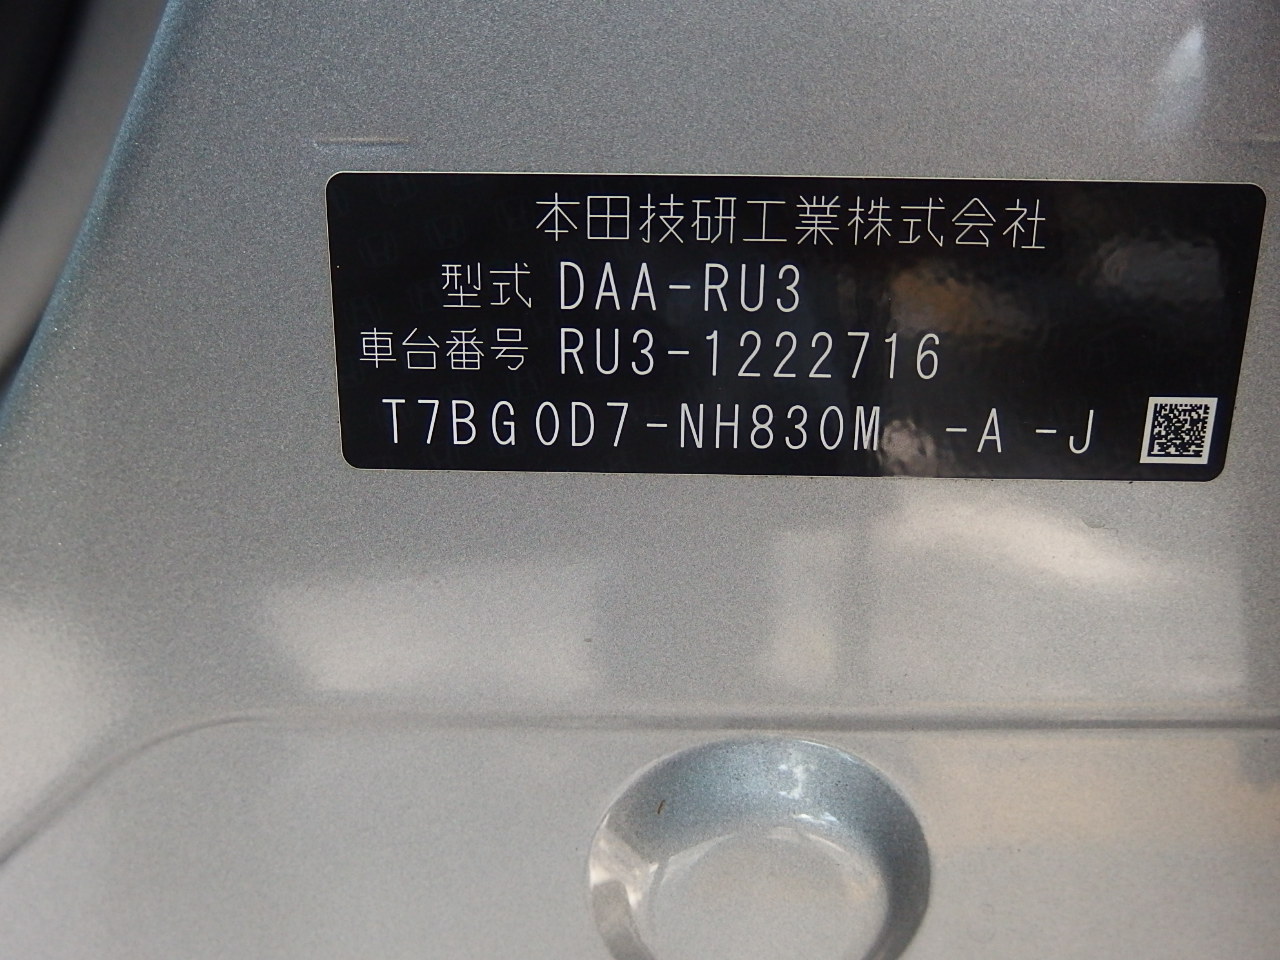 本田技研工業株式会社
型式 DAA-RU3
車台番号 RU3-1222716
T7BG0D7-NH830M -A -J